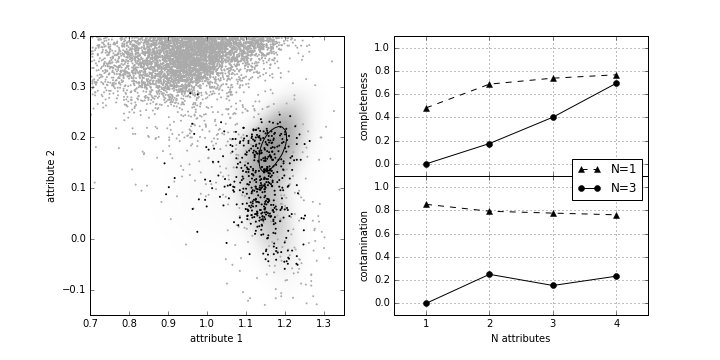 0.4
0.3
0.2
0.1
0.0
−0.1
attribute 2
0.7 0.8 0.9 1.0 1.1 1.2 1.3
attribute 1
1.0
0.8
0.6
0.4
0.2
0.0
completeness
N=1
N=3
1.0
0.8
0.6
0.4
0.2
0.0
contamination
1 2 3 4
N attributes